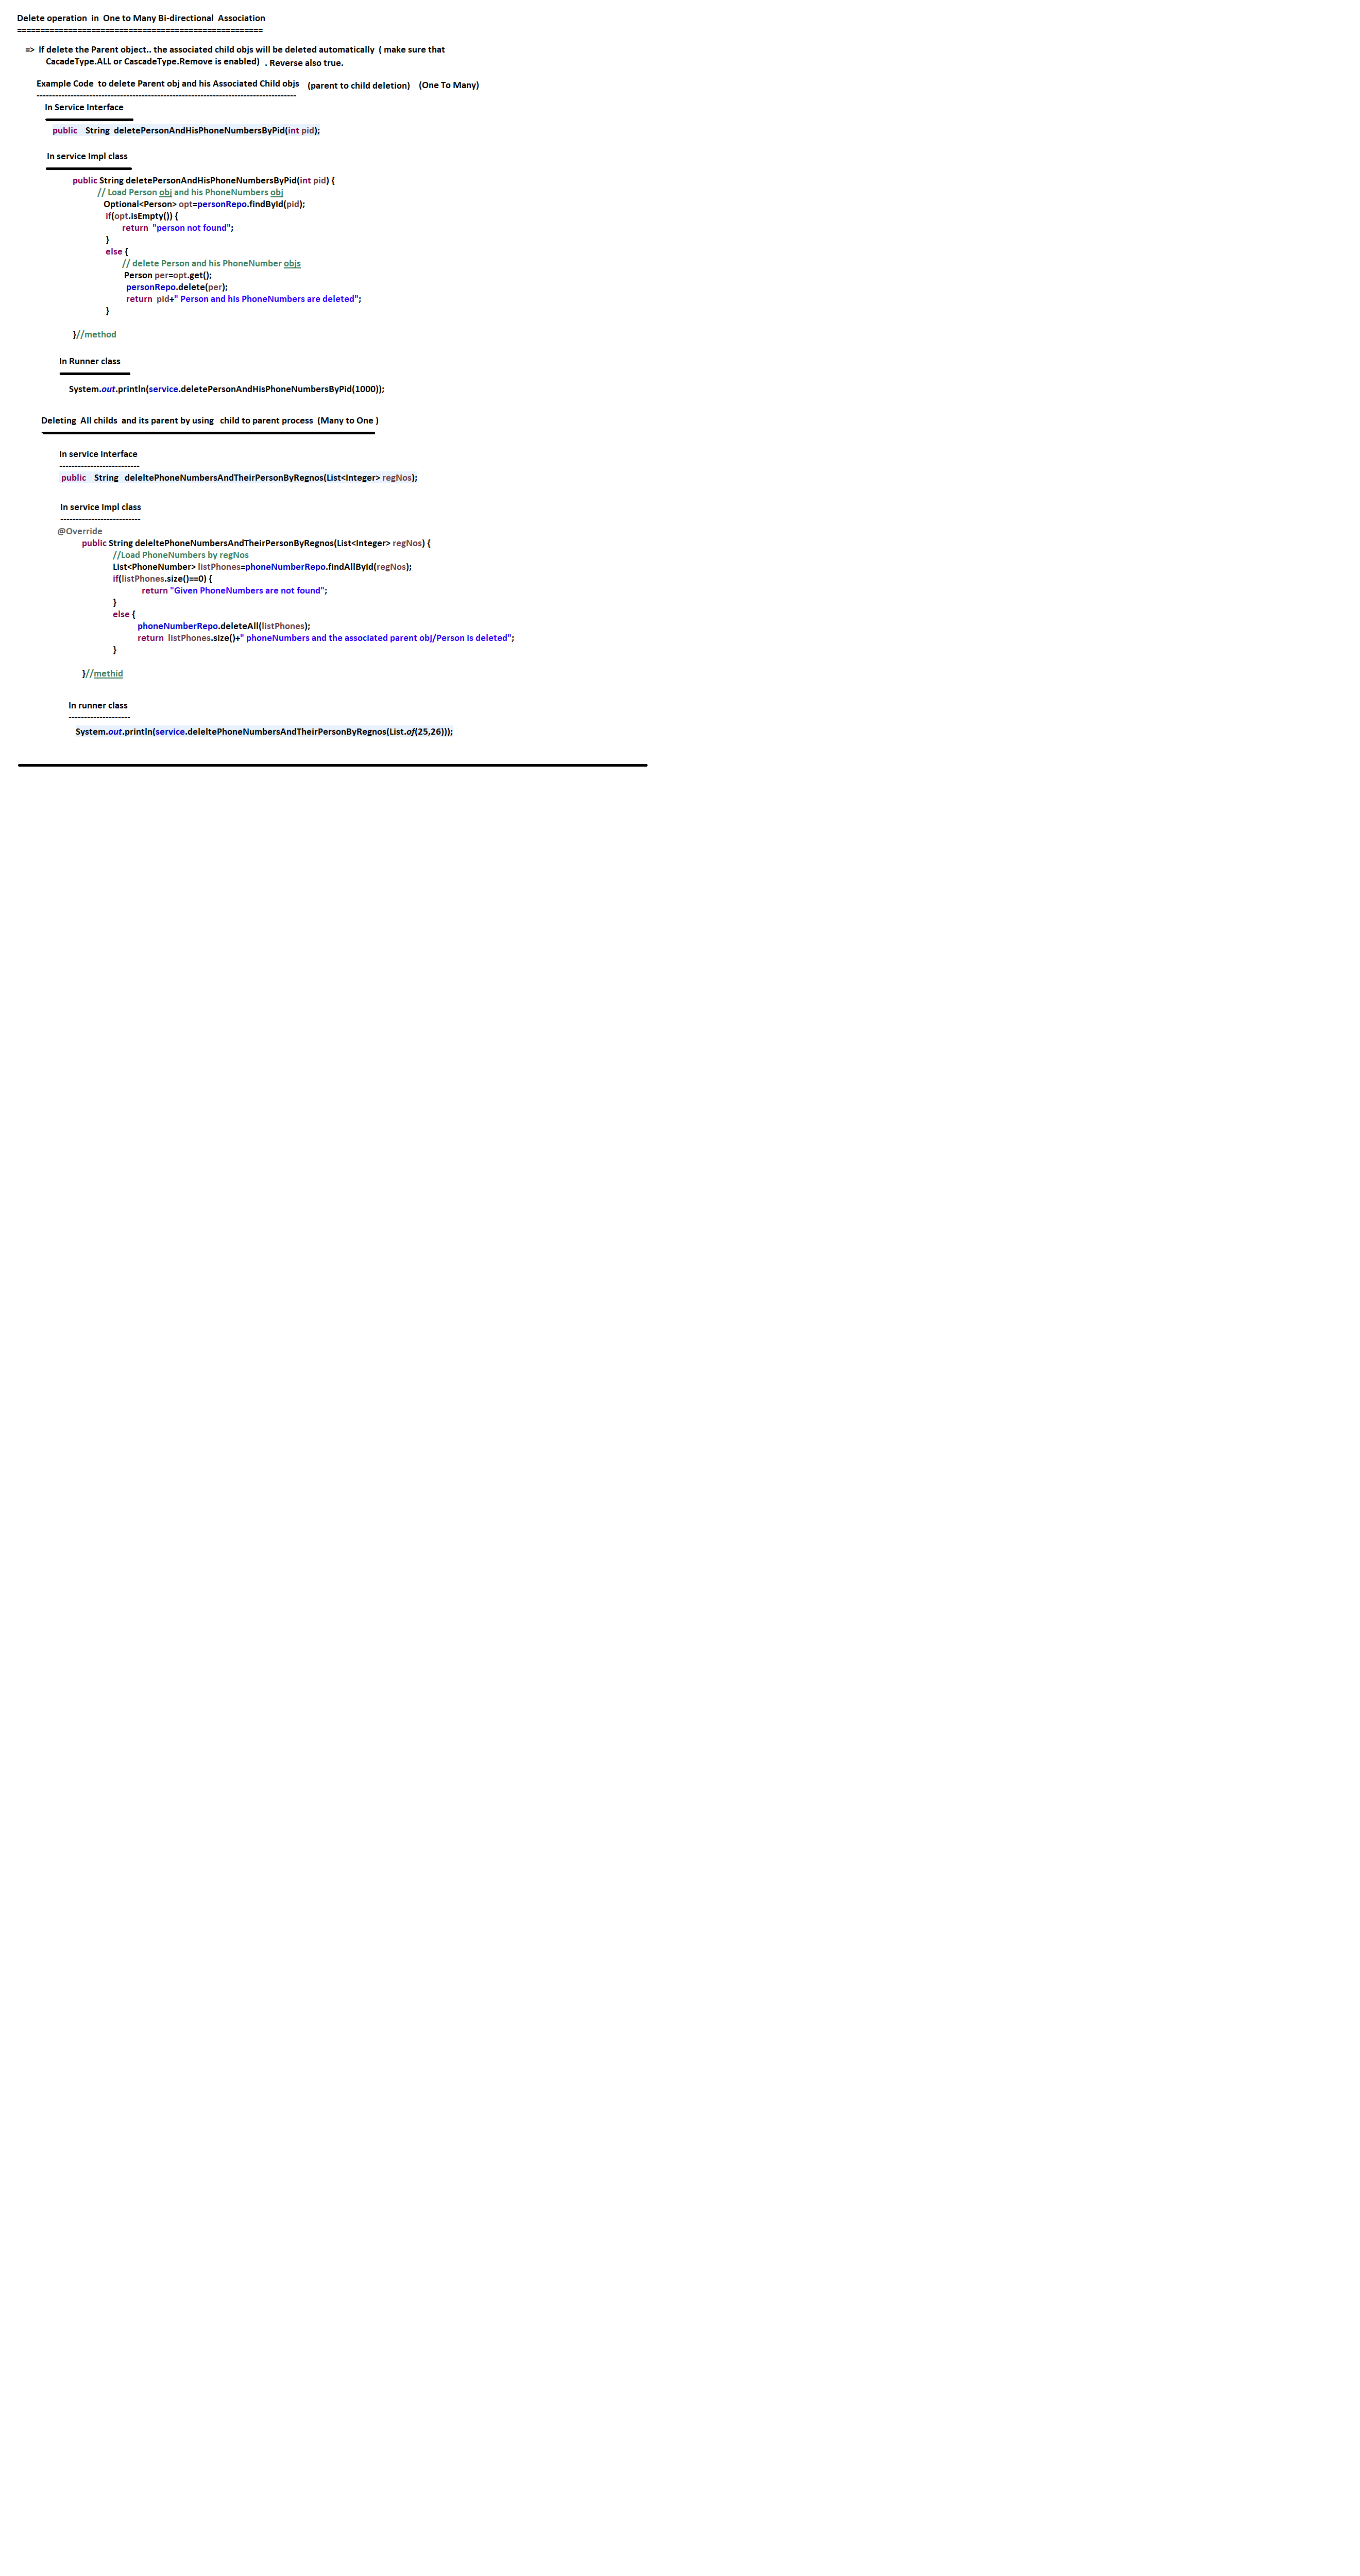 Delete operation in One to Many Bi-directional Association
=====================================================
=> If delete the Parent object.. the associated child objs will be deleted automatically ( make sure that
CacadeType.ALL or CascadeType.Remove is enabled) . Reverse also true.
Example Code to delete Parent obj and his Associated Child objs (parent to child deletion) (One To Many)
------------------------------------------------------------------------------------
In Service Interface
public String deletePersonAndHisPhoneNumbersByPid(int pid);
In service Impl class
public String deletePersonAndHisPhoneNumbersByPid(int pid) {
// Load Person obj and his PhoneNumbers obj
Optional<Person> opt=personRepo.findById(pid);
if(opt.isEmpty()) {
return "person not found";
}
else {
// delete Person and his PhoneNumber objs
Person per=opt.get();
personRepo.delete(per);
return pid+" Person and his PhoneNumbers are deleted";
}
}//method
In Runner class
System.out.println(service.deletePersonAndHisPhoneNumbersByPid(1000));
Deleting All childs and its parent by using child to parent process (Many to One )
In service Interface
--------------------------
public String deleltePhoneNumbersAndTheirPersonByRegnos(List<Integer> regNos);
In service Impl class
--------------------------
@Override
public String deleltePhoneNumbersAndTheirPersonByRegnos(List<Integer> regNos) {
//Load PhoneNumbers by regNos
List<PhoneNumber> listPhones=phoneNumberRepo.findAllById(regNos);
if(listPhones.size()==0) {
return "Given PhoneNumbers are not found";
}
else {
phoneNumberRepo.deleteAll(listPhones);
return listPhones.size()+" phoneNumbers and the associated parent obj/Person is deleted";
}
}//methid
In runner class
--------------------
System.out.println(service.deleltePhoneNumbersAndTheirPersonByRegnos(List.of(25,26)));